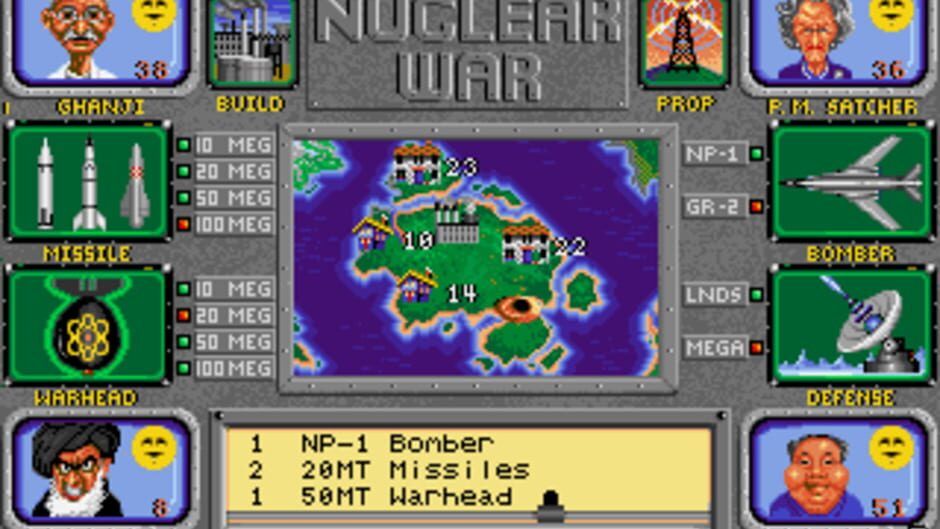 NUCLEAR
WAR
38
36
GHANJI
BUILD
PROP
P.M. SATCHER
10 MEG
20 MEG
50 MEG
100 MEG
MISSILE
23
10
22
14
NP-1
GR-2
BOMBER
10 MEG
20 MEG
50 MEG
100 MEG
WARHEAD
LNDS
MEGA
DEFENSE
8
1 NP-1 Bomber
2 20MT Missiles
1 50MT Warhead
51